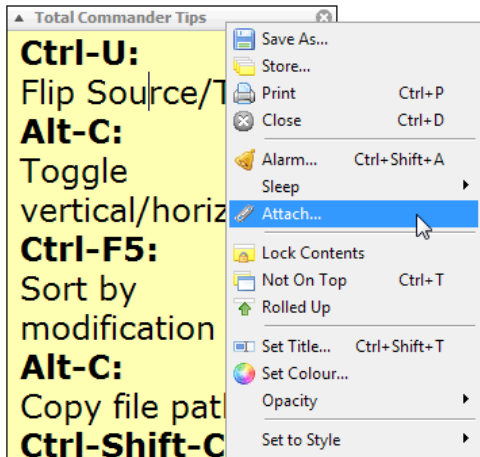 Total Commander Tips
Ctrl-U:
Flip Source/T
Alt-C:
Toggle
vertical/horiz
Ctrl-F5:
Sort by
modification
Alt-C:
Copy file pat
Ctrl-Shift-C
Save As...
Store...
Print Ctrl+P
Close Ctrl+D
Alarm... Ctrl+Shift+A
Sleep
Attach...
Lock Contents
Not On Top Ctrl+T
Rolled Up
Set Title... Ctrl+Shift+T
Set Colour...
Opacity
Set to Style